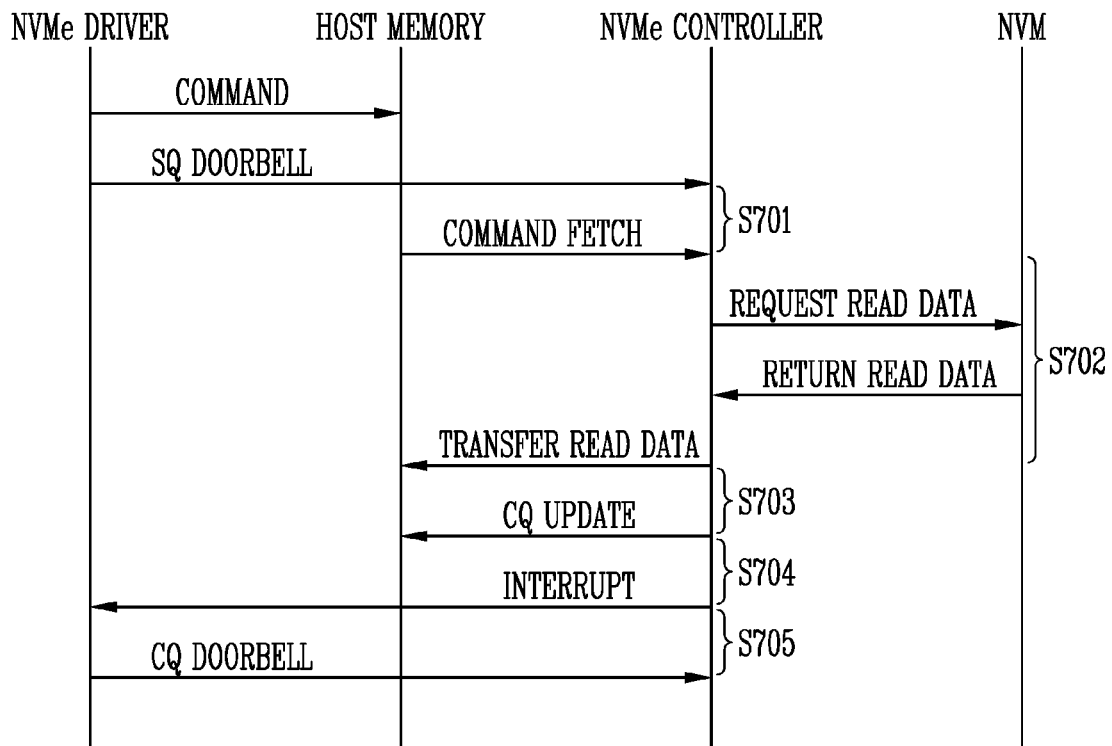 NVMe DRIVER
HOST MEMORY
NVMe CONTROLLER
NVM
COMMAND
SQ DOORBELL
S701
COMMAND FETCH
REQUEST READ DATA
S702
RETURN READ DATA
TRANSFER READ DATA
S703
CQ UPDATE
S704
INTERRUPT
S705
CQ DOORBELL